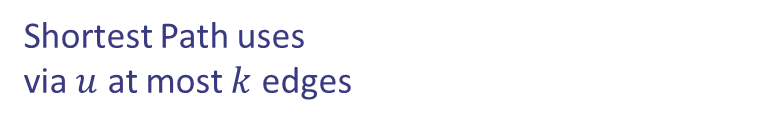 Shortest Path uses
via u at most k edges